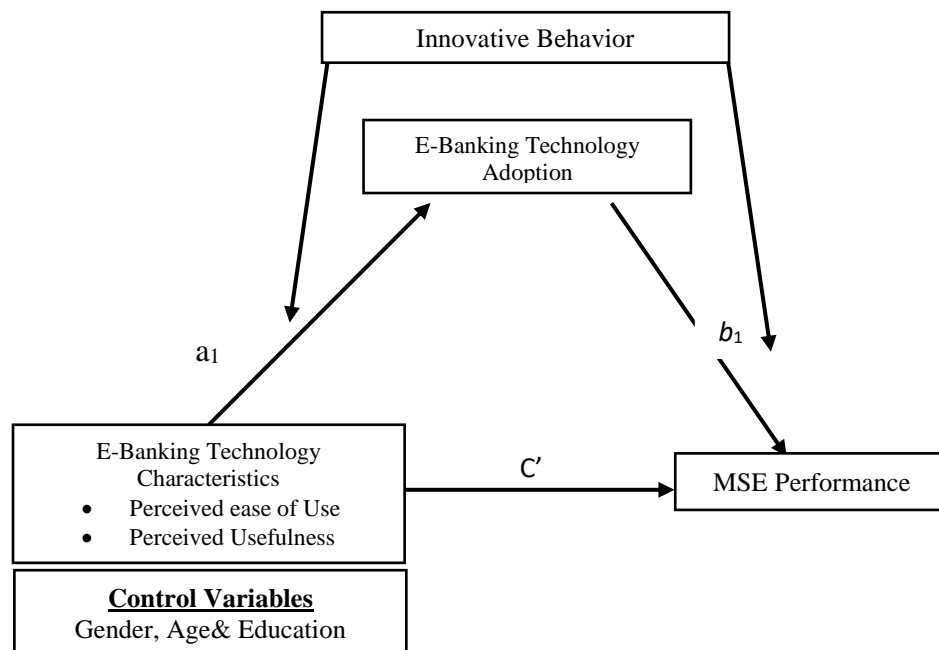 Innovative Behavior
E-Banking Technology
Adoption
a₁
b₁
E-Banking Technology
Characteristics
• Perceived ease of Use
• Perceived Usefulness
C’
MSE Performance
Control Variables
Gender, Age& Education